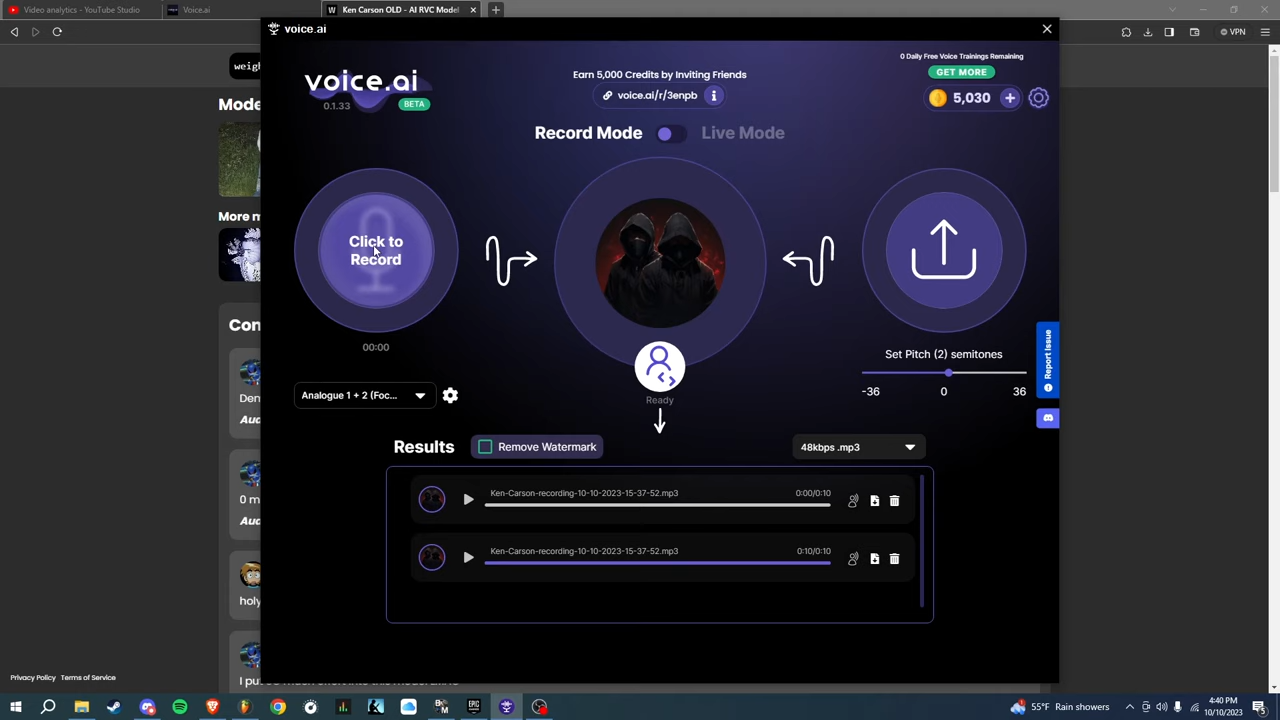 Video analytics - YouTube Studio
Voice.ai
Ken Carson OLD - AI RVC Model
VPN
voice.ai
weigh
voice.ai
0.1.33
BETA
Earn 5,000 Credits by Inviting Friends
voice.ai/r/3enpb
0 Daily Free Voice Trainings Remaining
GET MORE
5,030
Mode
Record Mode
Live Mode
More m
Click to
Record
00:00
Con
Set Pitch (2) semitones
-36
0
36
Report Issue
Den
Aud
Analogue 1 + 2 (Foc...
Ready
Results
Remove Watermark
48kbps .mp3
Ken-Carson-recording-10-10-2023-15-37-52.mp3
0:00/0:10
0 m
Aud
Ken-Carson-recording-10-10-2023-15-37-52.mp3
0:10/0:10
holy
Privacy Policy
Terms of Service
55°F Rain showers
4:40 PM
10/10/2023